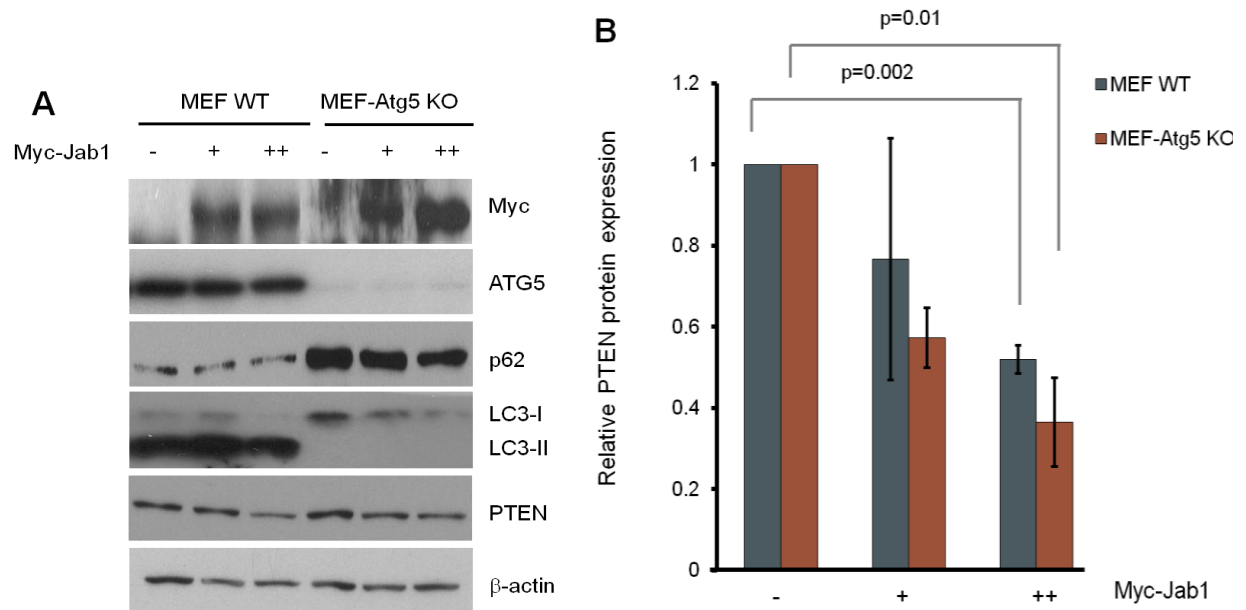 A
MEF WT MEF-Atg5 KO
Myc-Jab1 - + ++ - + ++
Myc
ATG5
p62
LC3-I
LC3-II
PTEN
β-actin
B
p=0.01
p=0.002
MEF WT
MEF-Atg5 KO
Relative PTEN protein expression
1.2
1
0.8
0.6
0.4
0.2
0
- + ++ Myc-Jab1